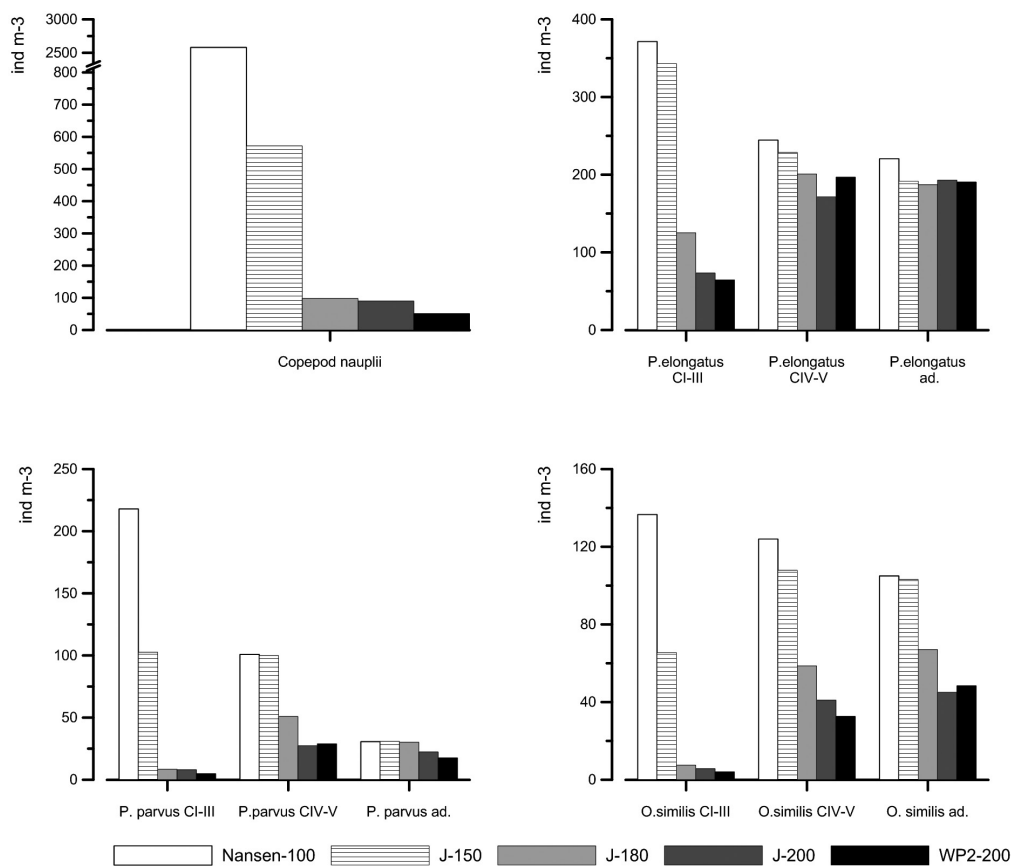 ind m-3
3000
2500
800
700
600
500
400
300
200
100
0
Copepod nauplii
ind m-3
400
300
200
100
0
P.elongatus CI-III
P.elongatus CIV-V
P.elongatus ad.
ind m-3
250
200
150
100
50
0
P. parvus CI-III
P.parvus CIV-V
P. parvus ad.
ind m-3
160
120
80
40
0
O.similis CI-III
O.similis CIV-V
O. similis ad.
Nansen-100
J-150
J-180
J-200
WP2-200